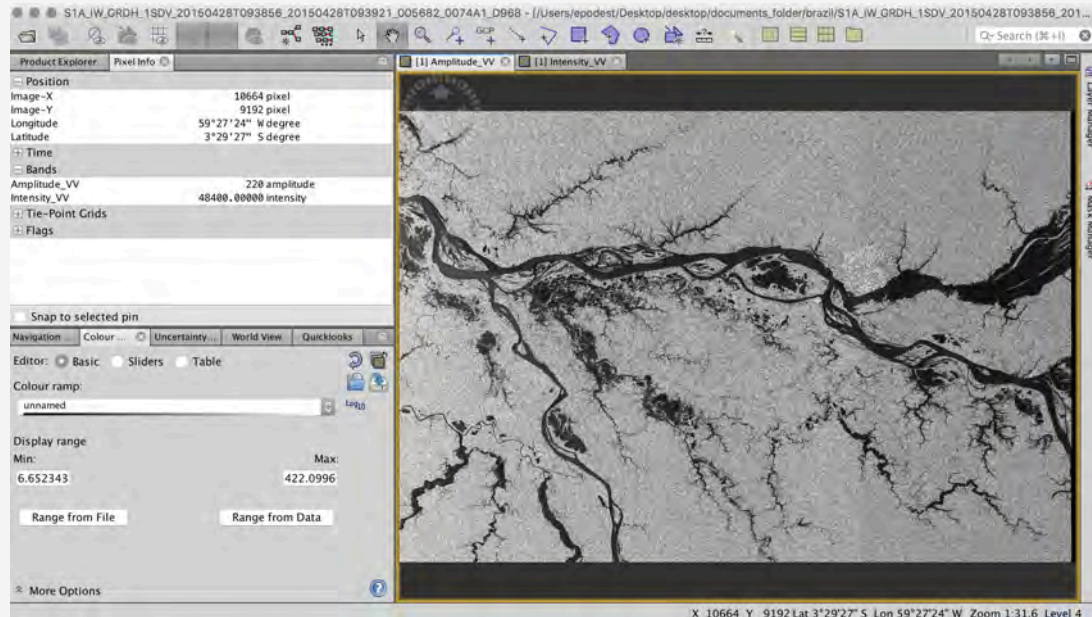 S1A_IW_GRDH_1SDV_20150428T093856_20150428T093921_005682_0074A1_D968 - [/Users/epodest/Desktop/desktop/documents_folder/brazil/S1A_IW_GRDH_1SDV_20150428T093856_201...
GCP
Search (⌘+I)
Product Explorer Pixel Info
[1] Amplitude_VV [1] Intensity_VV
Position
Image-X 10664 pixel
Image-Y 9192 pixel
Longitude 59°27'24" W degree
Latitude 3°29'27" S degree
Time
Bands
Amplitude_VV 220 amplitude
Intensity_VV 48400.00000 intensity
Tie-Point Grids
Flags
Snap to selected pin
Navigation ... Colour ... Uncertainty... World View Quicklooks
Editor: Basic Sliders Table
Colour ramp:
unnamed
Log10
Display range
Min: Max:
6.652343 422.0996
Range from File Range from Data
More Options
Layer Manager
Mask Manager
X 10664 Y 9192 Lat 3°29'27" S Lon 59°27'24" W Zoom 1:31.6 Level 4